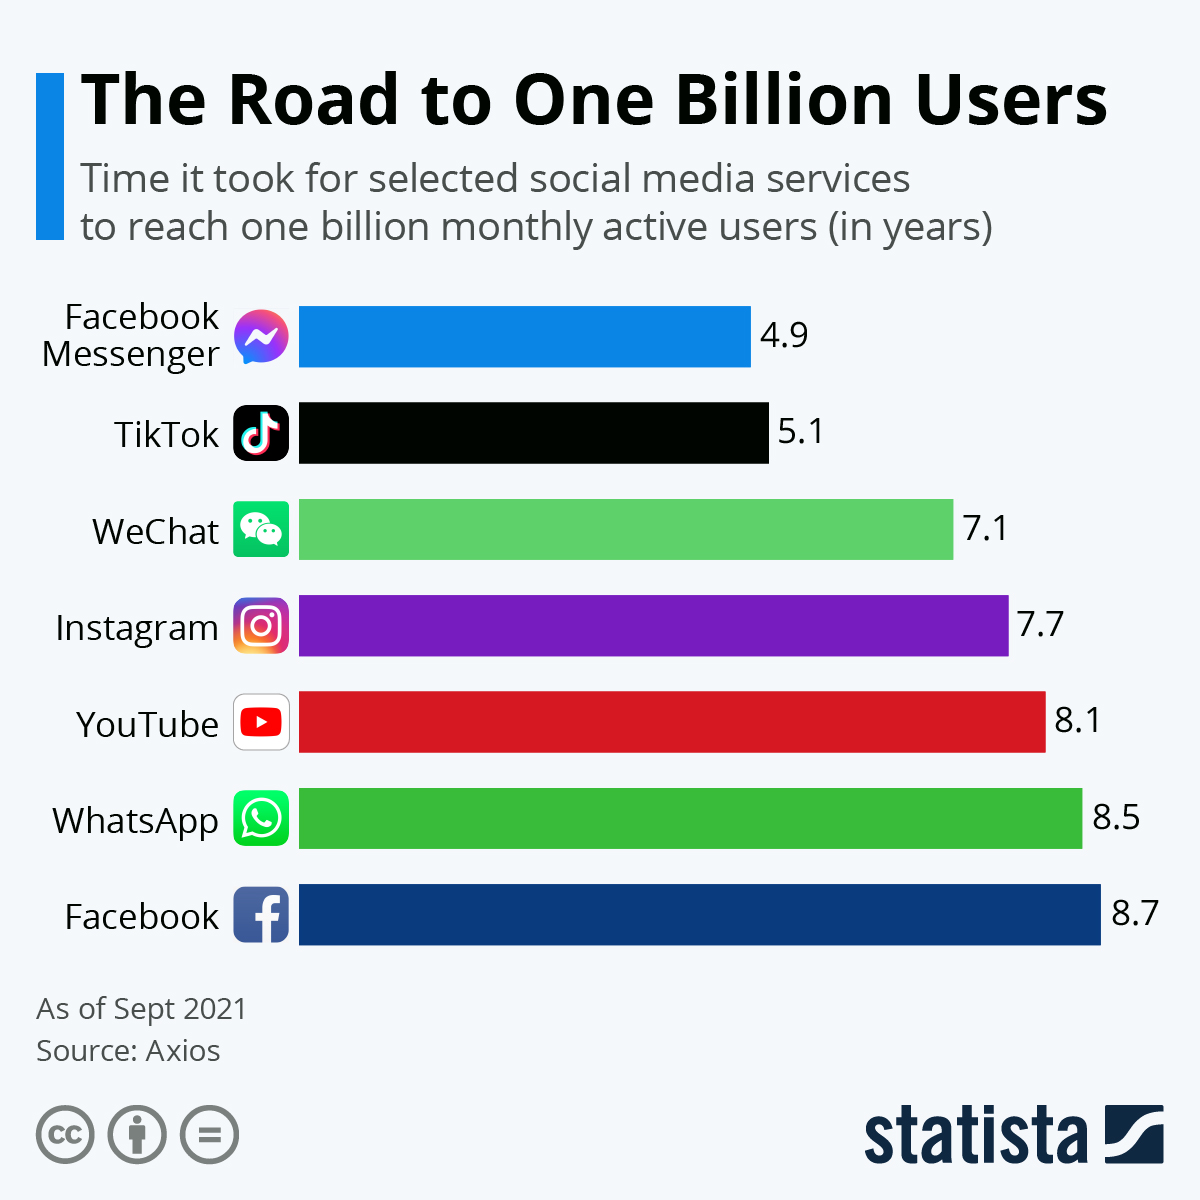 The Road to One Billion Users
Time it took for selected social media services
to reach one billion monthly active users (in years)
Facebook
Messenger
4.9
TikTok
5.1
WeChat
7.1
Instagram
7.7
YouTube
8.1
WhatsApp
8.5
Facebook
f
8.7
As of Sept 2021
Source: Axios
cc
=
statista